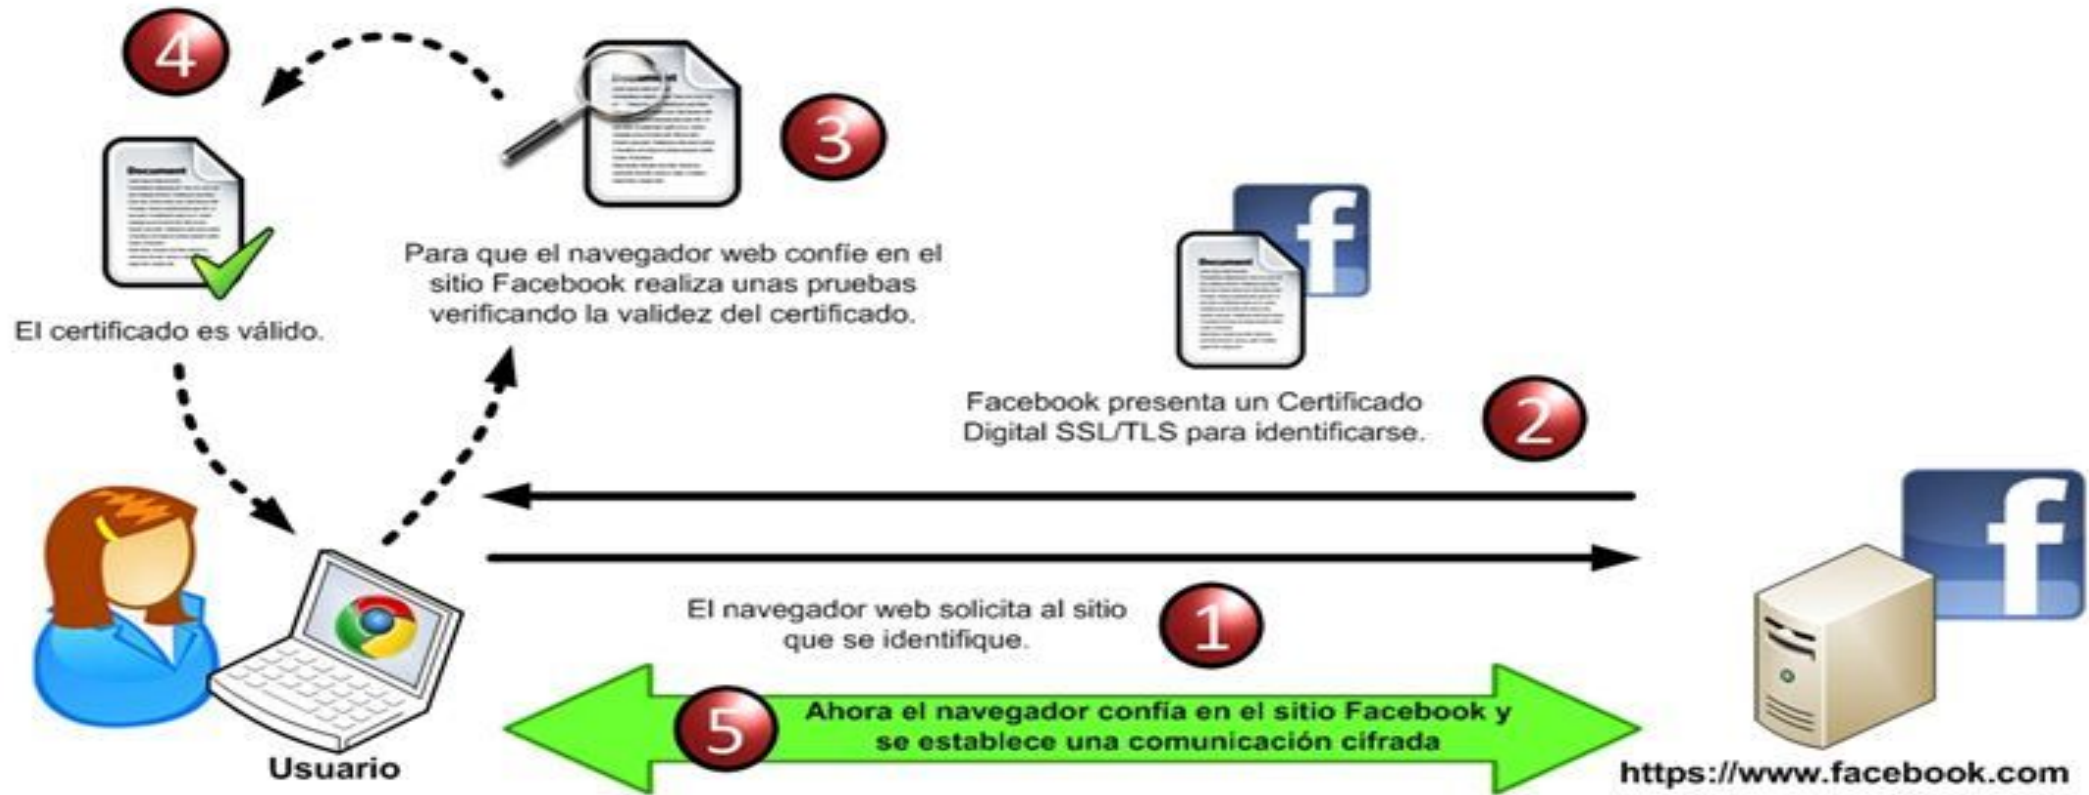 4
Document
3
Document
Para que el navegador web confíe en el
sitio Facebook realiza unas pruebas
verificando la validez del certificado.
El certificado es válido.
f
Document
Facebook presenta un Certificado
Digital SSL/TLS para identificarse.
2
f
El navegador web solicita al sitio
que se identifique.
1
5
Ahora el navegador confía en el sitio Facebook y
se establece una comunicación cifrada
Usuario
https://www.facebook.com